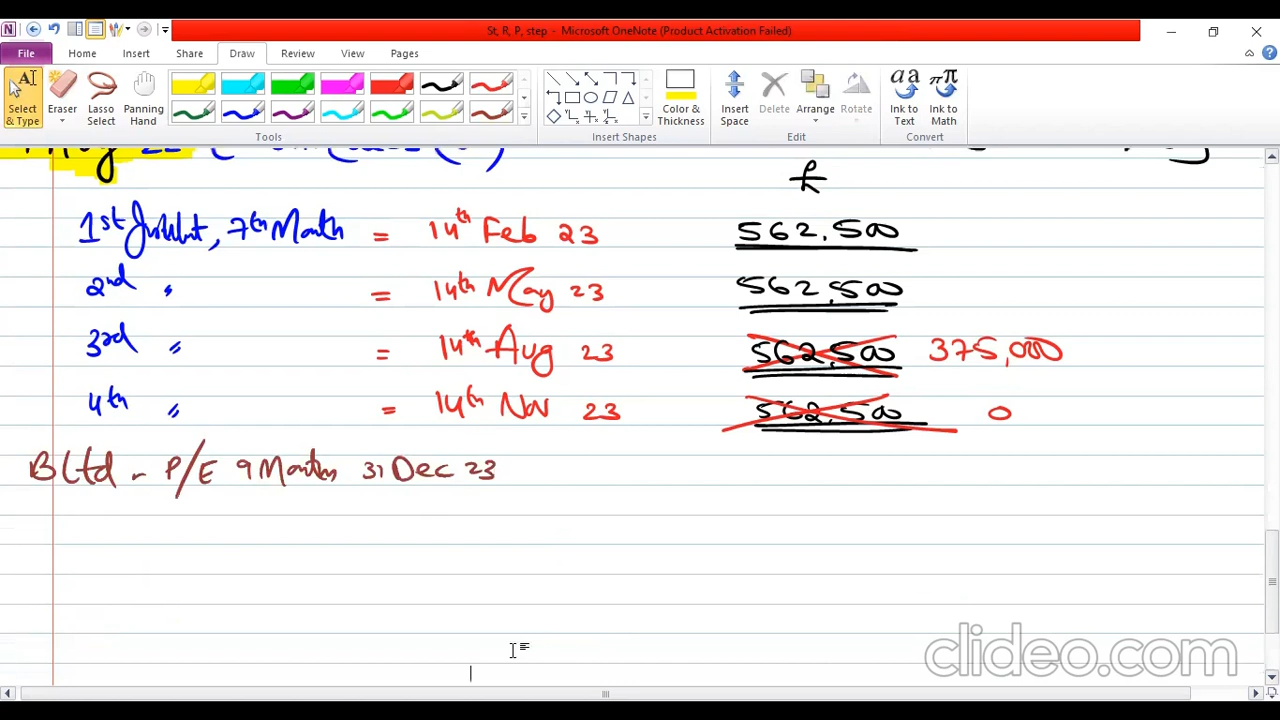 St, R, P, step - Microsoft OneNote (Product Activation Failed)
File Home Insert Share Draw Review View Pages
Select & Type Eraser Lasso Select Panning Hand Color & Thickness Insert Space Delete Arrange Rotate Ink to Text Ink to Math
Tools Insert Shapes Edit Convert
22
1st , 7th Month = 14th Feb 23 562,500
2nd " = 14th May 23 562,500
3rd " = 14th Aug 23 562,500 375,000
4th " = 14th Nov 23 562,500 0
B Ltd - P/E 9 Months 31 Dec 23
clideo.com